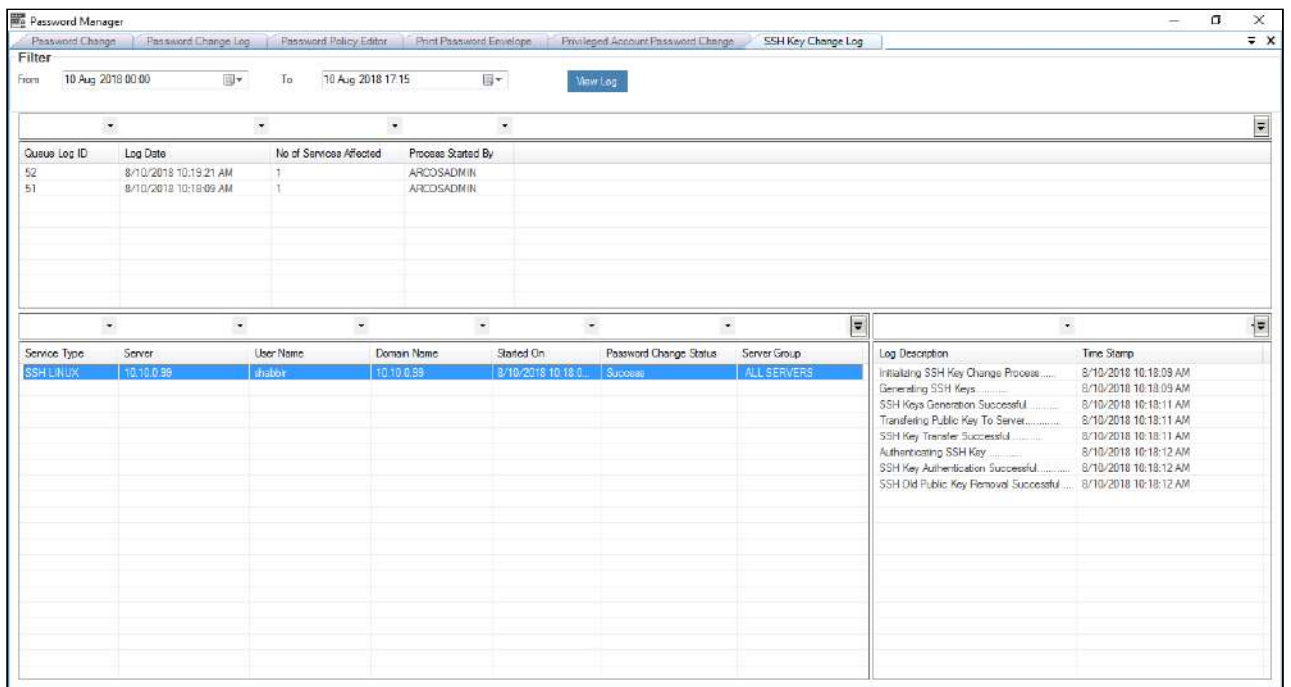 Password Manager
Password Change Password Change Log Password Policy Editor Print Password Envelope Privileged Account Password Change SSH Key Change Log
Filter
From 10 Aug 2018 00:00 To 10 Aug 2018 17:15 View Log
Queue Log ID Log Date No of Services Affected Process Started By
52 8/10/2018 10:19:21 AM 1 ARCOSADMIN
51 8/10/2018 10:18:09 AM 1 ARCOSADMIN
Service Type Server User Name Domain Name Started On Password Change Status Server Group Log Description Time Stamp
SSH LINUX 10.10.0.99 shabbir 10.10.0.99 8/10/2018 10:18:0... Success ALL SERVERS Initializing SSH Key Change Process ...... 8/10/2018 10:18:09 AM
Generating SSH Keys ........... 8/10/2018 10:18:09 AM
SSH Keys Generation Successful ........... 8/10/2018 10:18:11 AM
Transfering Public Key To Server............ 8/10/2018 10:18:11 AM
SSH Key Transfer Successful .......... 8/10/2018 10:18:11 AM
Authenticating SSH Key ............ 8/10/2018 10:18:12 AM
SSH Key Authentication Successful............ 8/10/2018 10:18:12 AM
SSH Old Public Key Removal Successful .... 8/10/2018 10:18:12 AM